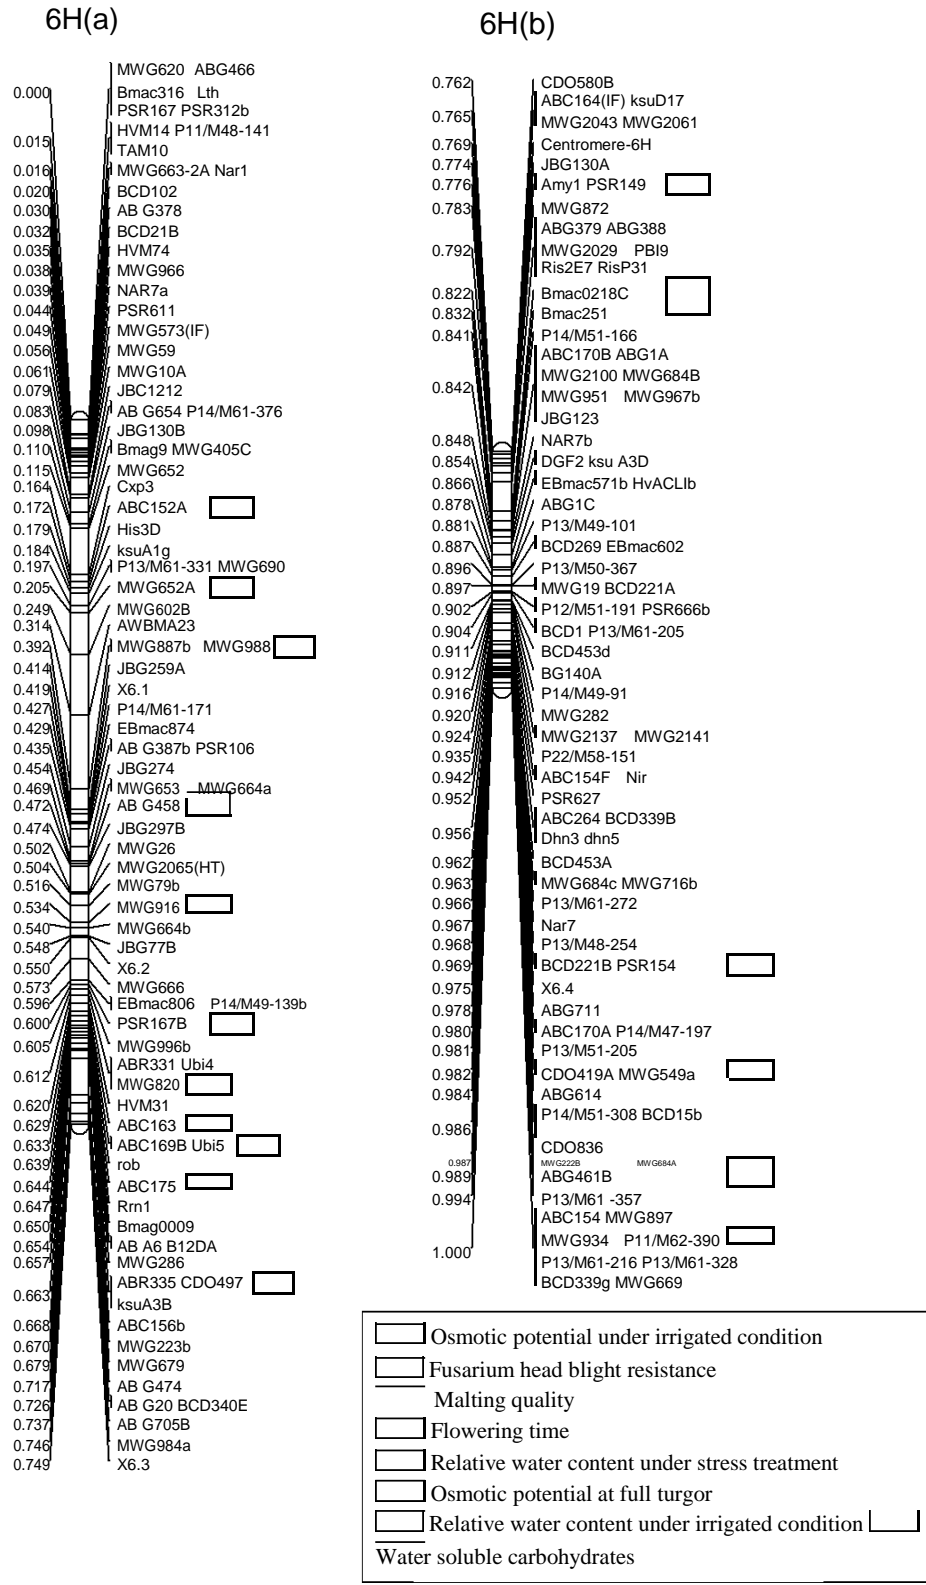 6H(a)
MWG620 ABG466
0.000 Bmac316 Lth
PSR167 PSR312b
HVM14 P11/M48-141
0.015 TAM10
0.016 MWG663-2A Nar1
0.020 BCD102
0.030 AB G378
0.032 BCD21B
0.035 HVM74
0.038 MWG966
0.039 NAR7a
0.044 PSR611
0.049 MWG573(IF)
0.056 MWG59
0.061 MWG10A
0.079 JBC1212
0.083 AB G654 P14/M61-376
0.098 JBG130B
0.110 Bmag9 MWG405C
0.115 MWG652
0.164 Cxp3
0.172 ABC152A
0.179 His3D
0.184 ksuA1g
0.197 P13/M61-331 MWG690
0.205 MWG652A
0.249 MWG602B
0.314 AWBMA23
0.392 MWG887b MWG988
0.414 JBG259A
0.419 X6.1
0.427 P14/M61-171
0.429 EBmac874
0.435 AB G387b PSR106
0.454 JBG274
0.469 MWG653 MWG664a
0.472 AB G458
0.474 JBG297B
0.502 MWG26
0.504 MWG2065(HT)
0.516 MWG79b
0.534 MWG916
0.540 MWG664b
0.548 JBG77B
0.550 X6.2
0.573 MWG666
0.596 EBmac806 P14/M49-139b
0.600 PSR167B
0.605 MWG996b
ABR331 Ubi4
0.612 MWG820
0.620 HVM31
0.629 ABC163
0.633 ABC169B Ubi5
0.639 rob
0.644 ABC175
0.647 Rrn1
0.650 Bmag0009
0.654 AB A6 B12DA
0.657 MWG286
ABR335 CDO497
0.663 ksuA3B
0.668 ABC156b
0.670 MWG223b
0.679 MWG679
0.717 AB G474
0.726 AB G20 BCD340E
0.737 AB G705B
0.746 MWG984a
0.749 X6.3
6H(b)
0.762 CDO580B
ABC164(IF) ksuD17
0.765 MWG2043 MWG2061
0.769 Centromere-6H
0.774 JBG130A
0.776 Amy1 PSR149
0.783 MWG872
ABG379 ABG388
0.792 MWG2029 PBI9
Ris2E7 RisP31
0.822 Bmac0218C
0.832 Bmac251
0.841 P14/M51-166
ABC170B ABG1A
MWG2100 MWG684B
0.842 MWG951 MWG967b
JBG123
0.848 NAR7b
0.854 DGF2 ksu A3D
0.866 EBmac571b HvACLIb
0.878 ABG1C
0.881 P13/M49-101
0.887 BCD269 EBmac602
0.896 P13/M50-367
0.897 MWG19 BCD221A
0.902 P12/M51-191 PSR666b
0.904 BCD1 P13/M61-205
0.911 BCD453d
0.912 BG140A
0.916 P14/M49-91
0.920 MWG282
0.924 MWG2137 MWG2141
0.935 P22/M58-151
0.942 ABC154F Nir
0.952 PSR627
ABC264 BCD339B
0.956 Dhn3 dhn5
0.962 BCD453A
0.963 MWG684c MWG716b
0.966 P13/M61-272
0.967 Nar7
0.968 P13/M48-254
0.969 BCD221B PSR154
0.975 X6.4
0.978 ABG711
0.980 ABC170A P14/M47-197
0.981 P13/M51-205
0.982 CDO419A MWG549a
0.984 ABG614
P14/M51-308 BCD15b
0.986
CDO836
0.987 MWG222B MWG684A
0.989 ABG461B
0.994 P13/M61 -357
ABC154 MWG897
1.000 MWG934 P11/M62-390
P13/M61-216 P13/M61-328
BCD339g MWG669
Osmotic potential under irrigated condition
Fusarium head blight resistance
Malting quality
Flowering time
Relative water content under stress treatment
Osmotic potential at full turgor
Relative water content under irrigated condition
Water soluble carbohydrates